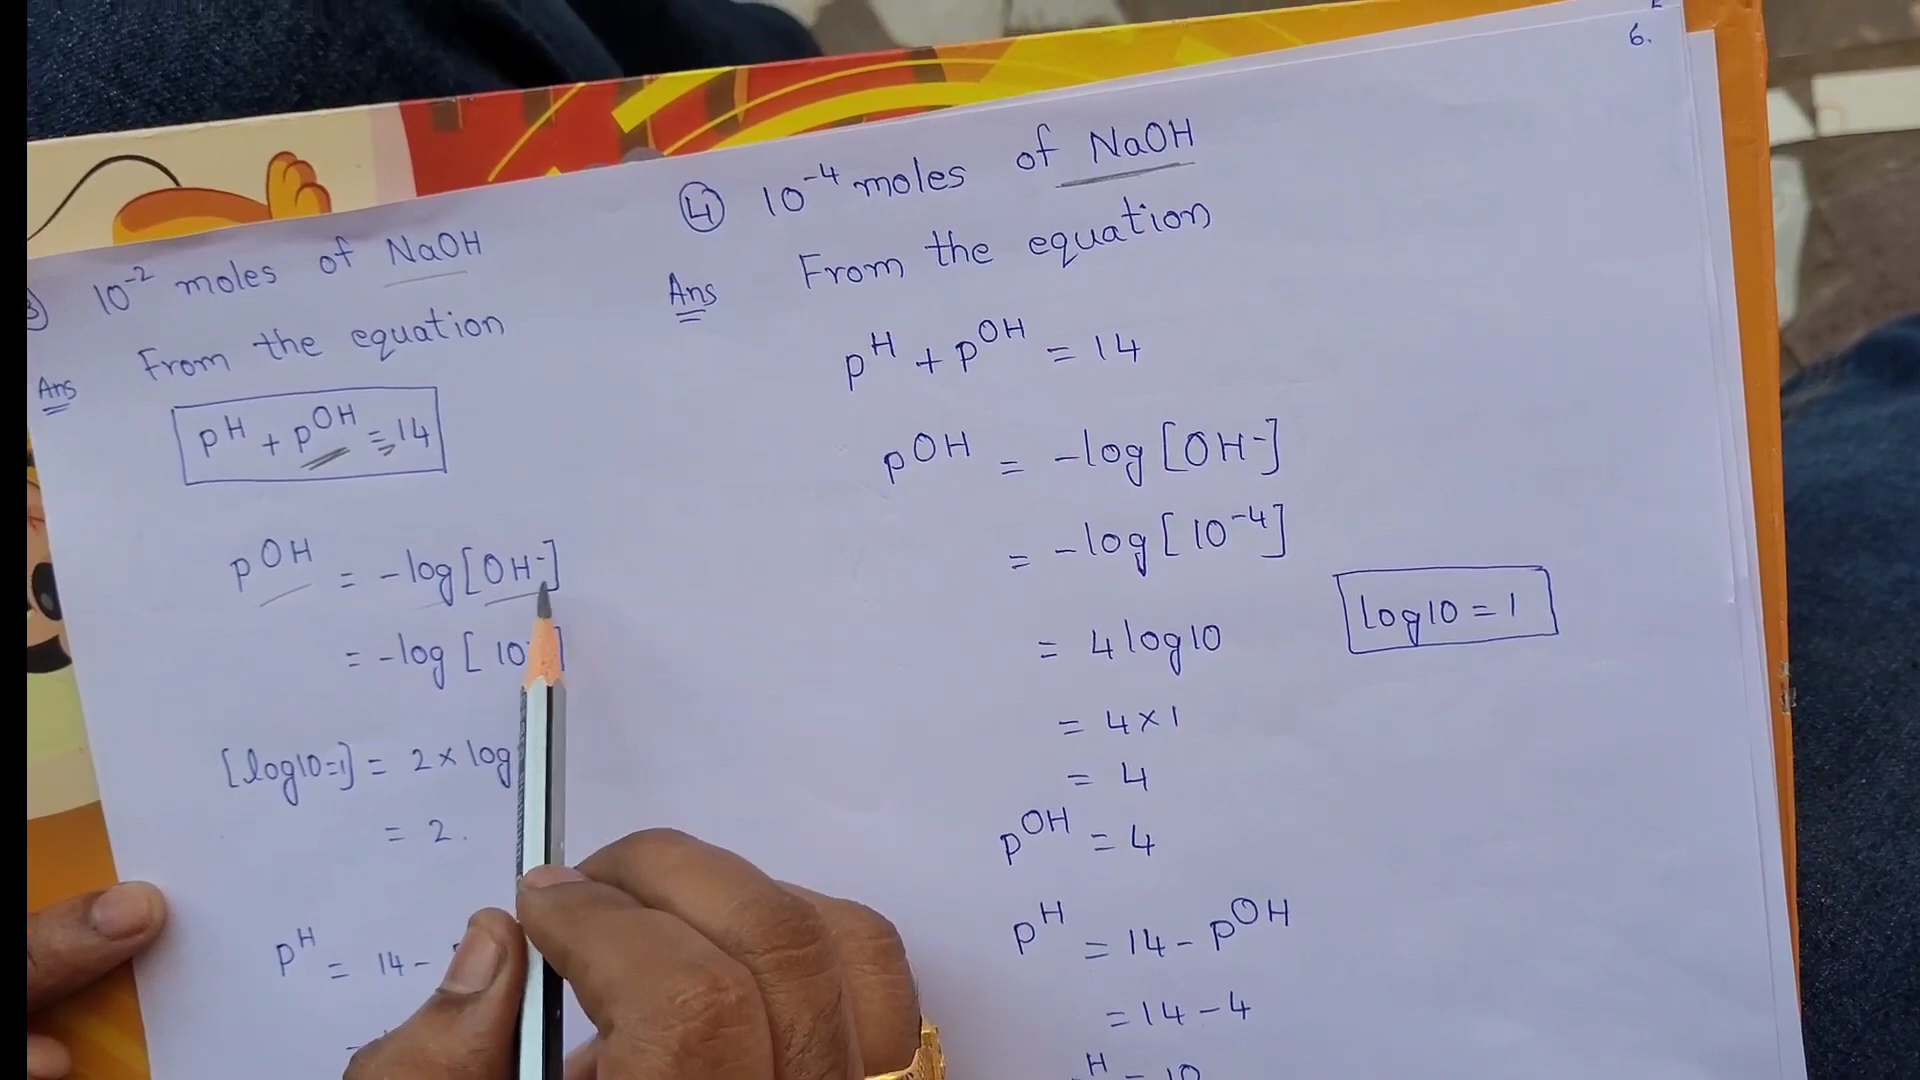 6.
10⁻² moles of NaOH
Ans From the equation
pH + pOH = 14
pOH = -log[OH-]
= -log [ 10
[log10=1] = 2 × log
= 2.
pH = 14 -
④ 10⁻⁴ moles of NaOH
Ans From the equation
pH + pOH = 14
pOH = -log[OH-]
= -log[10⁻⁴]
= 4log10
log10 = 1
= 4×1
= 4
pOH = 4
pH = 14 - pOH
= 14 - 4
H = 10